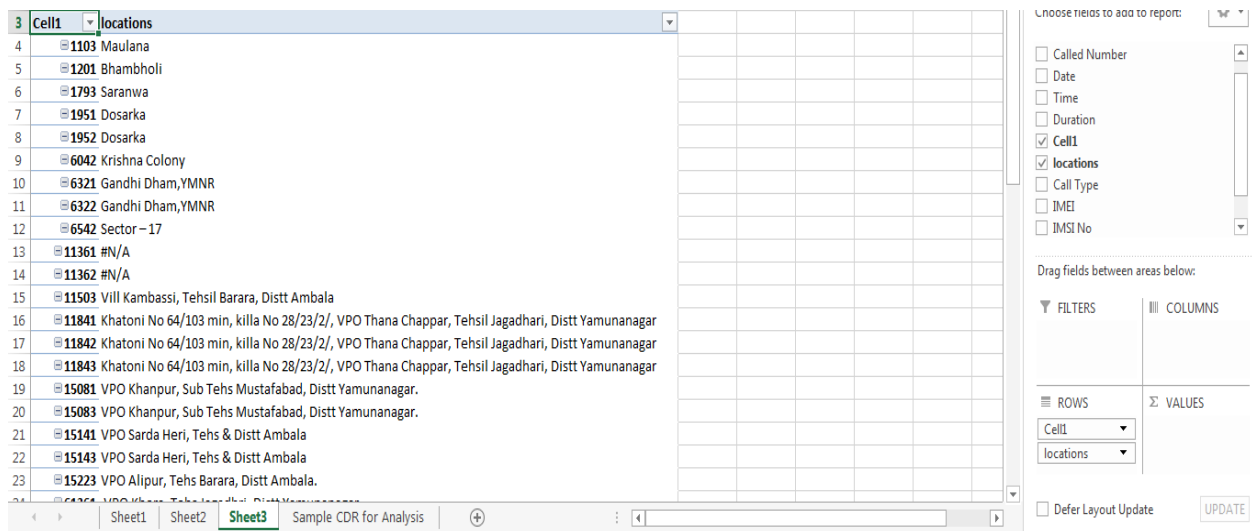 3 Cell1 locations
4 1103 Maulana
5 1201 Bhambholi
6 1793 Saranwa
7 1951 Dosarka
8 1952 Dosarka
9 6042 Krishna Colony
10 6321 Gandhi Dham,YMNR
11 6322 Gandhi Dham,YMNR
12 6542 Sector – 17
13 11361 #N/A
14 11362 #N/A
15 11503 Vill Kambassi, Tehsil Barara, Distt Ambala
16 11841 Khatoni No 64/103 min, killa No 28/23/2/, VPO Thana Chappar, Tehsil Jagadhari, Distt Yamunanagar
17 11842 Khatoni No 64/103 min, killa No 28/23/2/, VPO Thana Chappar, Tehsil Jagadhari, Distt Yamunanagar
18 11843 Khatoni No 64/103 min, killa No 28/23/2/, VPO Thana Chappar, Tehsil Jagadhari, Distt Yamunanagar
19 15081 VPO Khanpur, Sub Tehs Mustafabad, Distt Yamunanagar.
20 15083 VPO Khanpur, Sub Tehs Mustafabad, Distt Yamunanagar.
21 15141 VPO Sarda Heri, Tehs & Distt Ambala
22 15143 VPO Sarda Heri, Tehs & Distt Ambala
23 15223 VPO Alipur, Tehs Barara, Distt Ambala.
Sheet1 Sheet2 Sheet3 Sample CDR for Analysis
Choose fields to add to report:
Called Number
Date
Time
Duration
Cell1
locations
Call Type
IMEI
IMSI No
Drag fields between areas below:
FILTERS COLUMNS
ROWS Σ VALUES
Cell1
locations
Defer Layout Update UPDATE